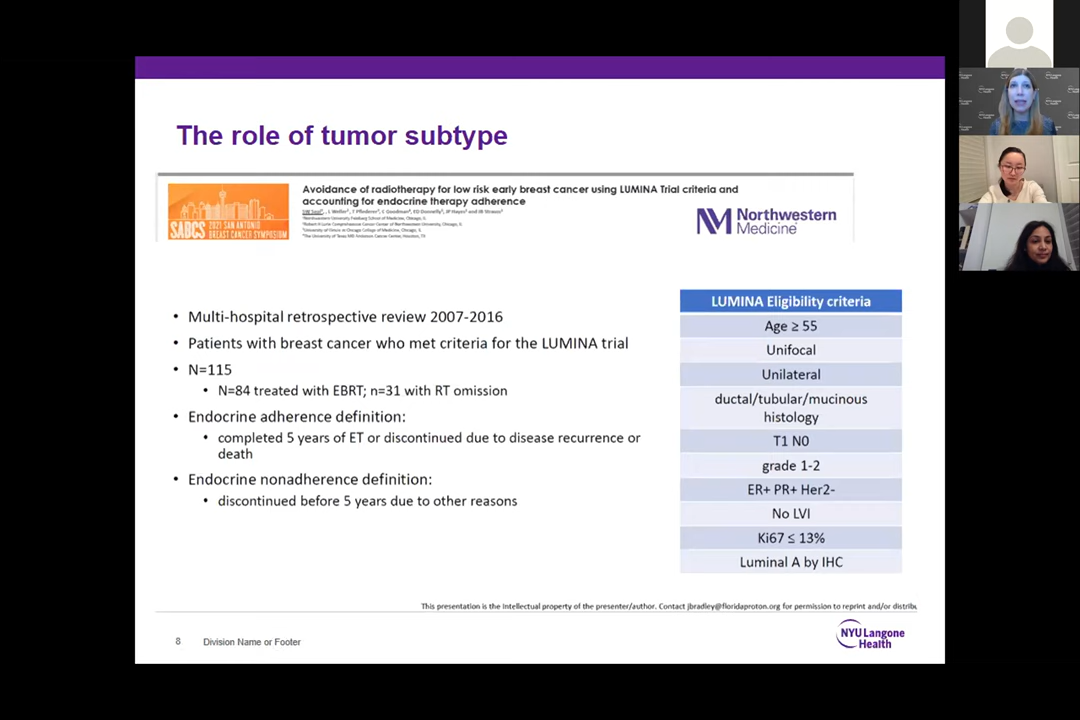 The role of tumor subtype
SABCS 2021 SAN ANTONIO
BREAST CANCER SYMPOSIUM
Avoidance of radiotherapy for low risk early breast cancer using LUMINA Trial criteria and
accounting for endocrine therapy adherence
Northwestern
Medicine
• Multi-hospital retrospective review 2007-2016
• Patients with breast cancer who met criteria for the LUMINA trial
• N=115
• N=84 treated with EBRT; n=31 with RT omission
• Endocrine adherence definition:
• completed 5 years of ET or discontinued due to disease recurrence or
death
• Endocrine nonadherence definition:
• discontinued before 5 years due to other reasons
LUMINA Eligibility criteria
Age ≥ 55
Unifocal
Unilateral
ductal/tubular/mucinous
histology
T1 N0
grade 1-2
ER+ PR+ Her2-
No LVI
Ki67 ≤ 13%
Luminal A by IHC
This presentation is the intellectual property of the presenter/author. Contact jbradley@floridaproton.org for permission to reprint and/or distribu
8 Division Name or Footer
NYU Langone
Health